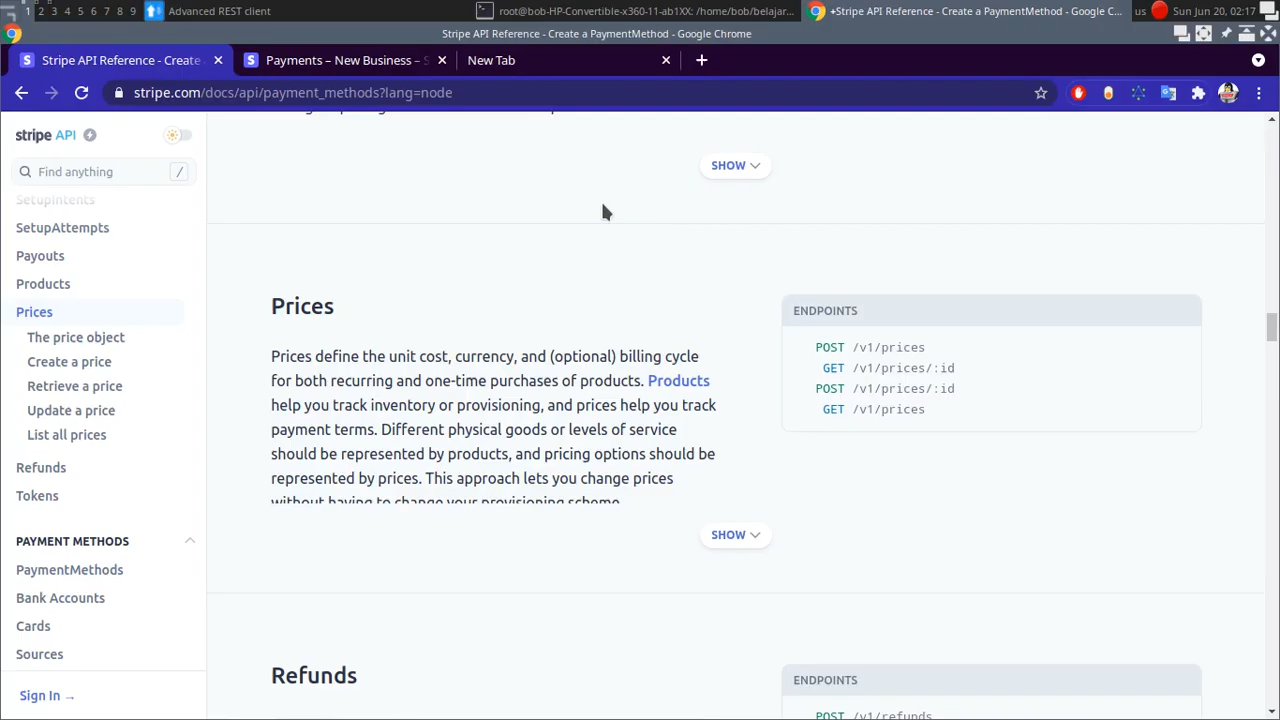 1 2 3 4 5 6 7 8 9 Advanced REST client root@bob-HP-Convertible-x360-11-ab1XX: /home/bob/belajar... +Stripe API Reference - Create a PaymentMethod - Google C... us Sun Jun 20, 02:17
Stripe API Reference - Create a PaymentMethod - Google Chrome
Stripe API Reference - Create Payments – New Business – S New Tab
stripe.com/docs/api/payment_methods?lang=node
stripe API
Find anything /
SetupIntents
SetupAttempts
Payouts
Products
Prices
The price object
Create a price
Retrieve a price
Update a price
List all prices
Refunds
Tokens
PAYMENT METHODS
PaymentMethods
Bank Accounts
Cards
Sources
Sign In →
SHOW
Prices
Prices define the unit cost, currency, and (optional) billing cycle
for both recurring and one-time purchases of products. Products
help you track inventory or provisioning, and prices help you track
payment terms. Different physical goods or levels of service
should be represented by products, and pricing options should be
represented by prices. This approach lets you change prices
without having to change your provisioning scheme.
SHOW
ENDPOINTS
POST /v1/prices
GET /v1/prices/:id
POST /v1/prices/:id
GET /v1/prices
Refunds
ENDPOINTS
POST /v1/refunds